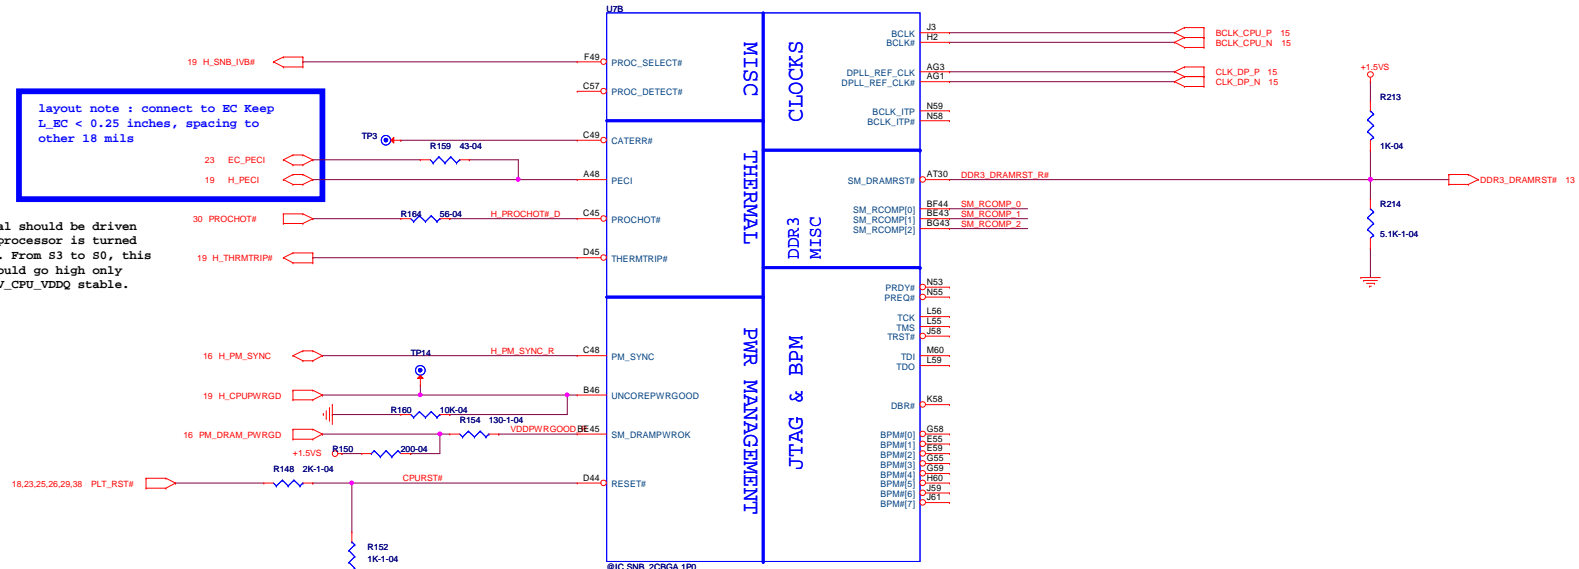 U7B
MISC
CLOCKS
THERMAL
DDR3
MISC
PWR MANAGEMENT
JTAG & BPM
19 H_SNB_IVB#
F49
PROC_SELECT#
C57
PROC_DETECT#
layout note : connect to EC Keep
L_EC < 0.25 inches, spacing to
other 18 mils
TP3
C49
CATERR#
R159 43-04
23 EC_PECI
19 H_PECI
A48
PECI
30 PROCHOT#
R164 56-04
H_PROCHOT#_D
C45
PROCHOT#
al should be driven
processor is turned
. From S3 to S0, this
ould go high only
V_CPU_VDDQ stable.
19 H_THRMTRIP#
D45
THERMTRIP#
16 H_PM_SYNC
H_PM_SYNC_R
C48
PM_SYNC
TP14
19 H_CPUPWRGD
B46
UNCOREPWRGOOD
R160 10K-04
R154 130-1-04
16 PM_DRAM_PWRGD
VDDPWRGOOD_R
BE45
SM_DRAMPWROK
+1.5VS
R150
200-04
R148 2K-1-04
18,23,25,26,29,38 PLT_RST#
CPURST#
D44
RESET#
R152
1K-1-04
@IC SNB_2CBGA 1P0
BCLK
J3
BCLK_CPU_P 15
BCLK#
H2
BCLK_CPU_N 15
DPLL_REF_CLK
AG3
CLK_DP_P 15
DPLL_REF_CLK#
AG1
CLK_DP_N 15
BCLK_ITP
N59
BCLK_ITP#
N58
+1.5VS
R213
1K-04
SM_DRAMRST#
AT30
DDR3_DRAMRST_R#
DDR3_DRAMRST# 13
R214
5.1K-1-04
SM_RCOMP[0]
BF44
SM_RCOMP_0
SM_RCOMP[1]
BE43
SM_RCOMP_1
SM_RCOMP[2]
BG43
SM_RCOMP_2
PRDY#
N53
PREQ#
N55
TCK
L56
TMS
L55
TRST#
J58
TDI
M60
TDO
L59
DBR#
K58
BPM#[0]
G58
BPM#[1]
E55
BPM#[2]
E59
BPM#[3]
G55
BPM#[4]
G59
BPM#[5]
H60
BPM#[6]
J59
BPM#[7]
J61